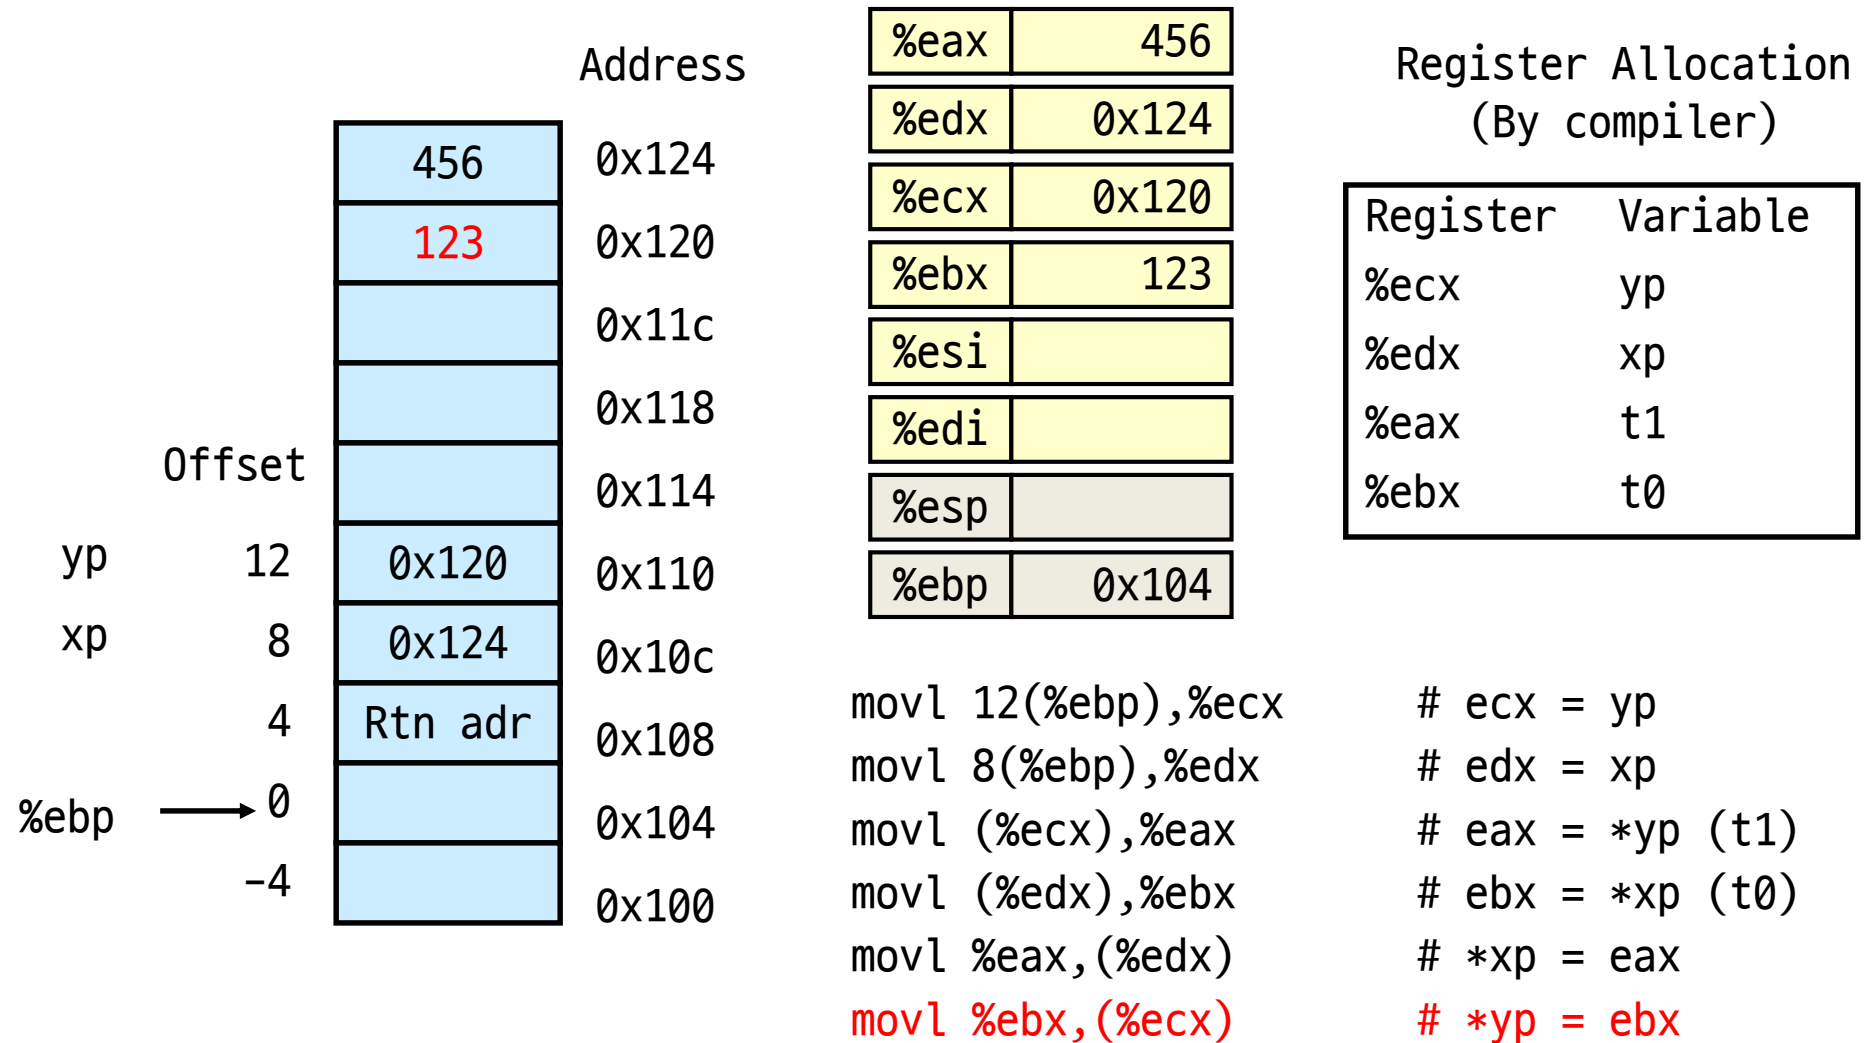 Address
456 0x124
123 0x120
0x11c
0x118
Offset 0x114
yp 12 0x120 0x110
xp 8 0x124 0x10c
4 Rtn adr 0x108
%ebp 0 0x104
-4 0x100
%eax 456
%edx 0x124
%ecx 0x120
%ebx 123
%esi
%edi
%esp
%ebp 0x104
Register Allocation
(By compiler)
Register Variable
%ecx yp
%edx xp
%eax t1
%ebx t0
movl 12(%ebp),%ecx # ecx = yp
movl 8(%ebp),%edx # edx = xp
movl (%ecx),%eax # eax = *yp (t1)
movl (%edx),%ebx # ebx = *xp (t0)
movl %eax,(%edx) # *xp = eax
movl %ebx,(%ecx) # *yp = ebx